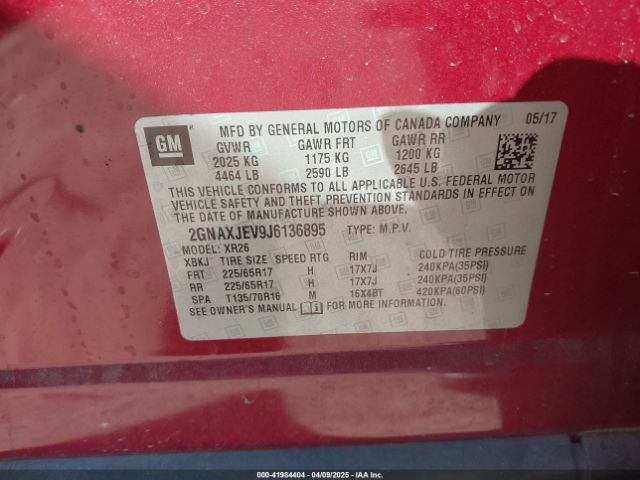 GM
MFD BY GENERAL MOTORS OF CANADA COMPANY 05/17
GVWR GAWR FRT GAWR RR
2025 KG 1175 KG 1200 KG
4464 LB 2590 LB 2645 LB
THIS VEHICLE CONFORMS TO ALL APPLICABLE U.S. FEDERAL MOTOR
VEHICLE SAFETY AND THEFT PREVENTION STANDARDS IN EFFECT ON
THE DATE OF MANUFACTURE SHOWN ABOVE.
2GNAXJEV9J6136895 TYPE: M.P.V.
MODEL: XR26
XBKJ TIRE SIZE SPEED RTG RIM COLD TIRE PRESSURE
FRT 225/65R17 H 17X7J 240KPA(35PSI)
RR 225/65R17 H 17X7J 240KPA(35PSI)
SPA T135/70R16 M 16X4BT 420KPA(60PSI)
SEE OWNER'S MANUAL FOR MORE INFORMATION.
000-41984404 | 04/09/2025 - IAAI.COM